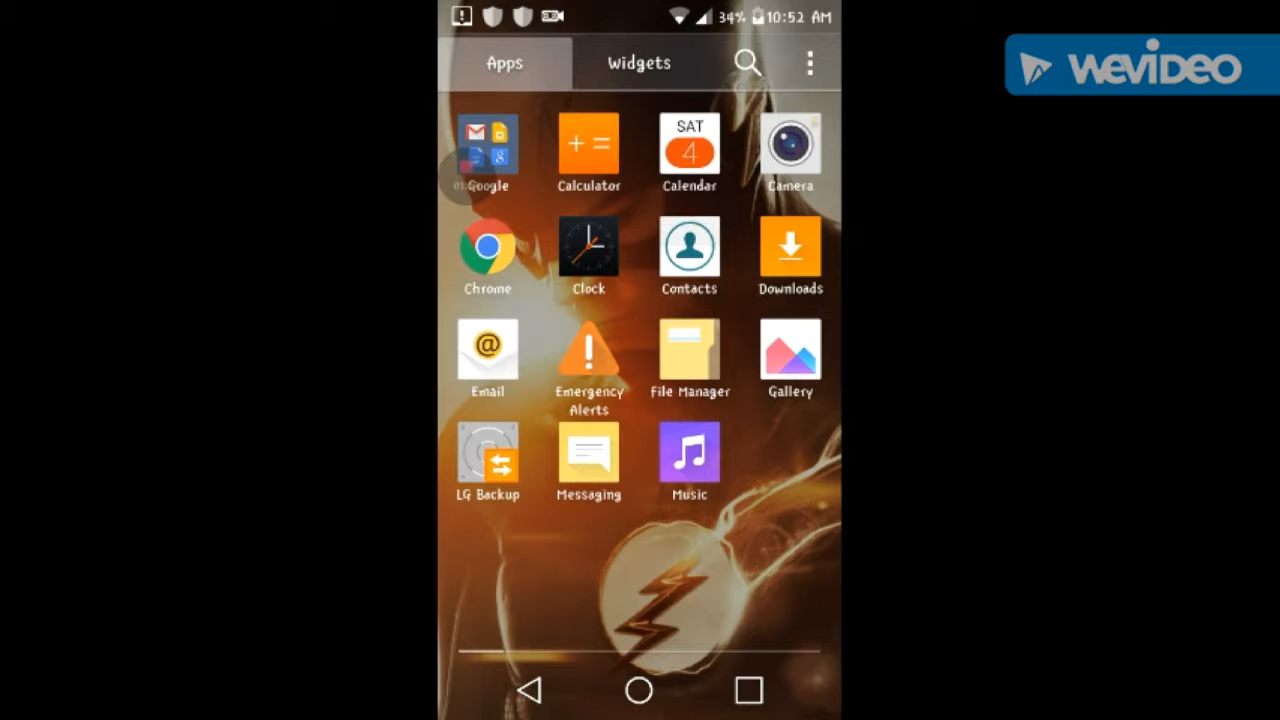 34% 10:52 AM
Apps Widgets
WEVIDEO
SAT
4
Google Calculator Calendar Camera
Chrome Clock Contacts Downloads
Email Emergency Alerts File Manager Gallery
LG Backup Messaging Music